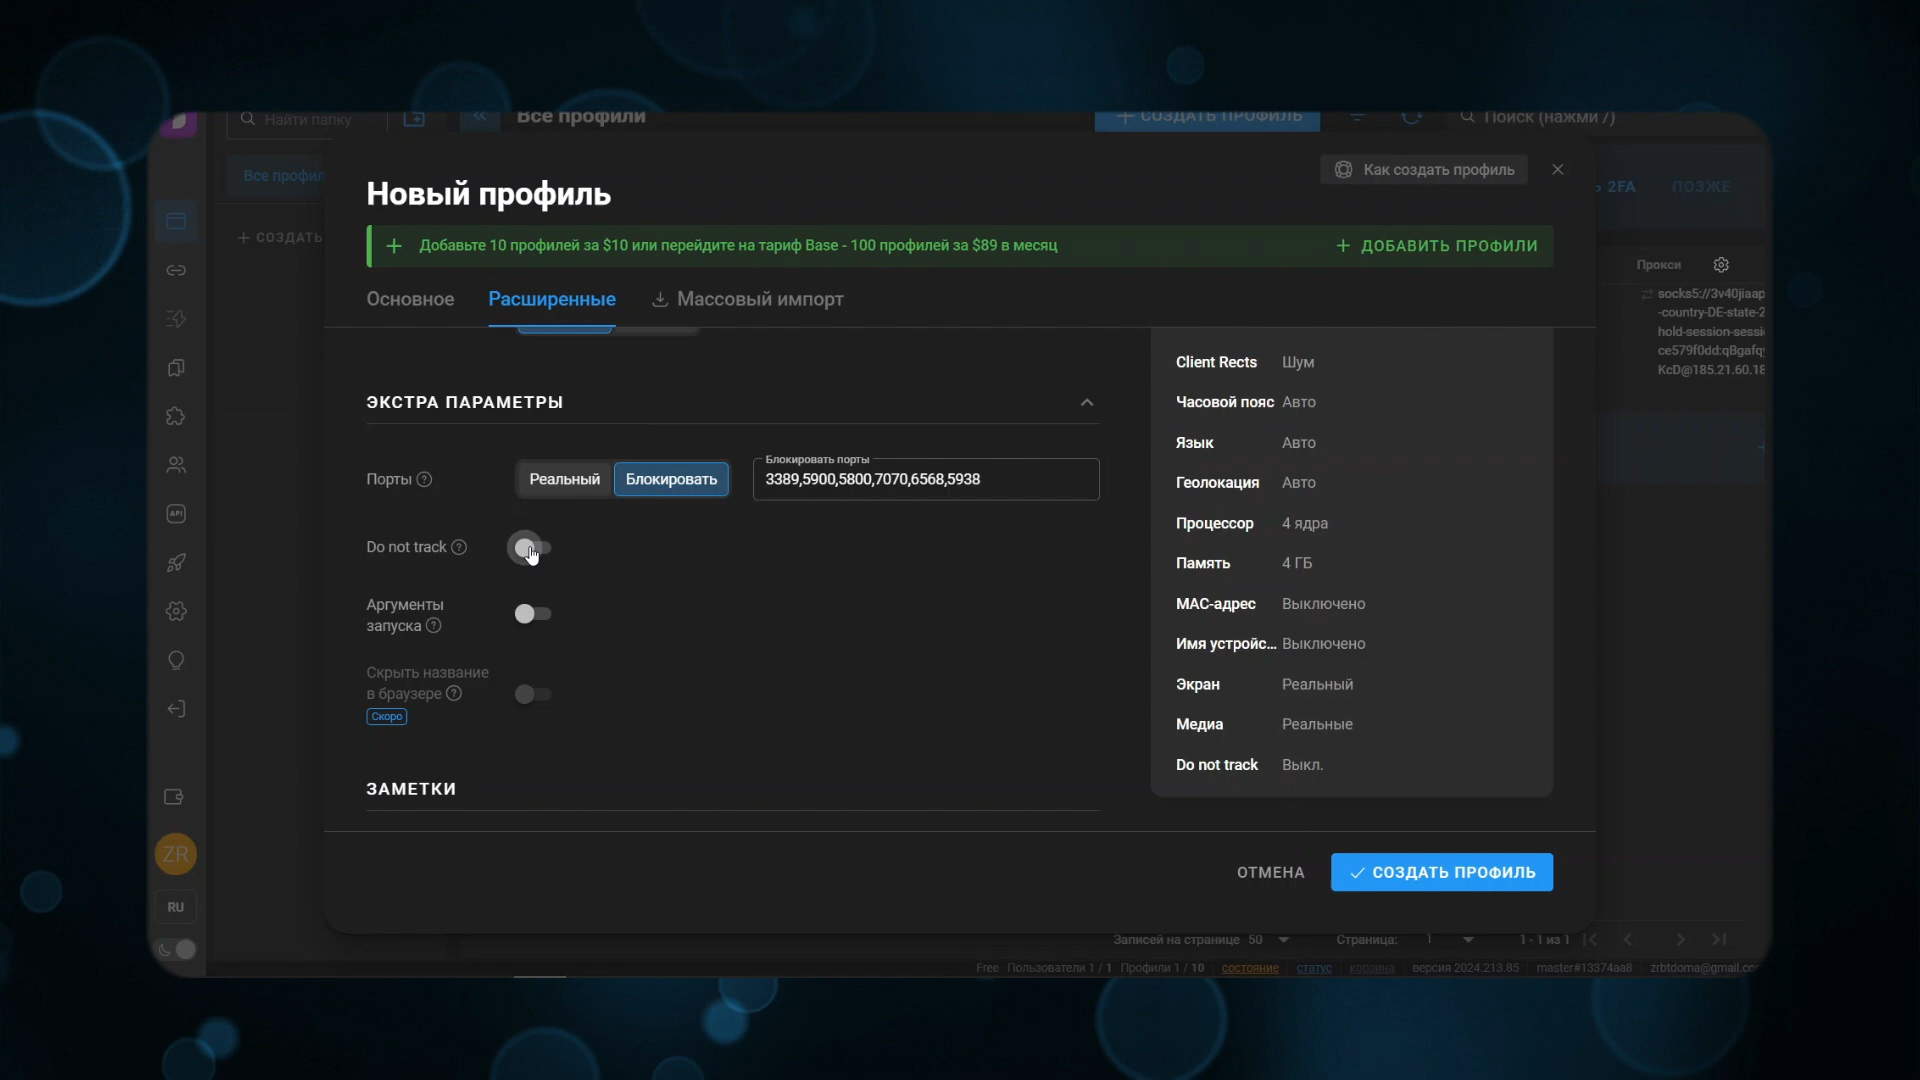 Найти папку
Все профили
СОЗДАТЬ ПРОФИЛЬ
Поиск (нажми /)
Как создать профиль
Все профил
2FA
ПОЗЖЕ
Новый профиль
СОЗДАТЬ
Добавьте 10 профилей за $10 или перейдите на тариф Base - 100 профилей за $89 в месяц
ДОБАВИТЬ ПРОФИЛИ
Прокси
socks5://3v40jiaap
-country-DE-state-2
hold-session-sessi
ce579f0dd:qBgafq
KcD@185.21.60.18
Основное
Расширенные
Массовый импорт
Client Rects Шум
ЭКСТРА ПАРАМЕТРЫ
Часовой пояс Авто
Язык Авто
Порты
Реальный
Блокировать
Блокировать порты
3389,5900,5800,7070,6568,5938
Геолокация Авто
API
Процессор 4 ядра
Do not track
Память 4 ГБ
Аргументы
запуска
MAC-адрес Выключено
Имя устройс... Выключено
Скрыть название
в браузере
Скоро
Экран Реальный
Медиа Реальные
Do not track Выкл.
ЗАМЕТКИ
ZR
ОТМЕНА
СОЗДАТЬ ПРОФИЛЬ
RU
Записей на странице 50
Страница: 1
1 - 1 из 1
Free Пользователи 1 / 1 Профили 1 / 10 состояние статус корзина версия 2024.213.85 master#13374aa8 zrbtdoma@gmail.co